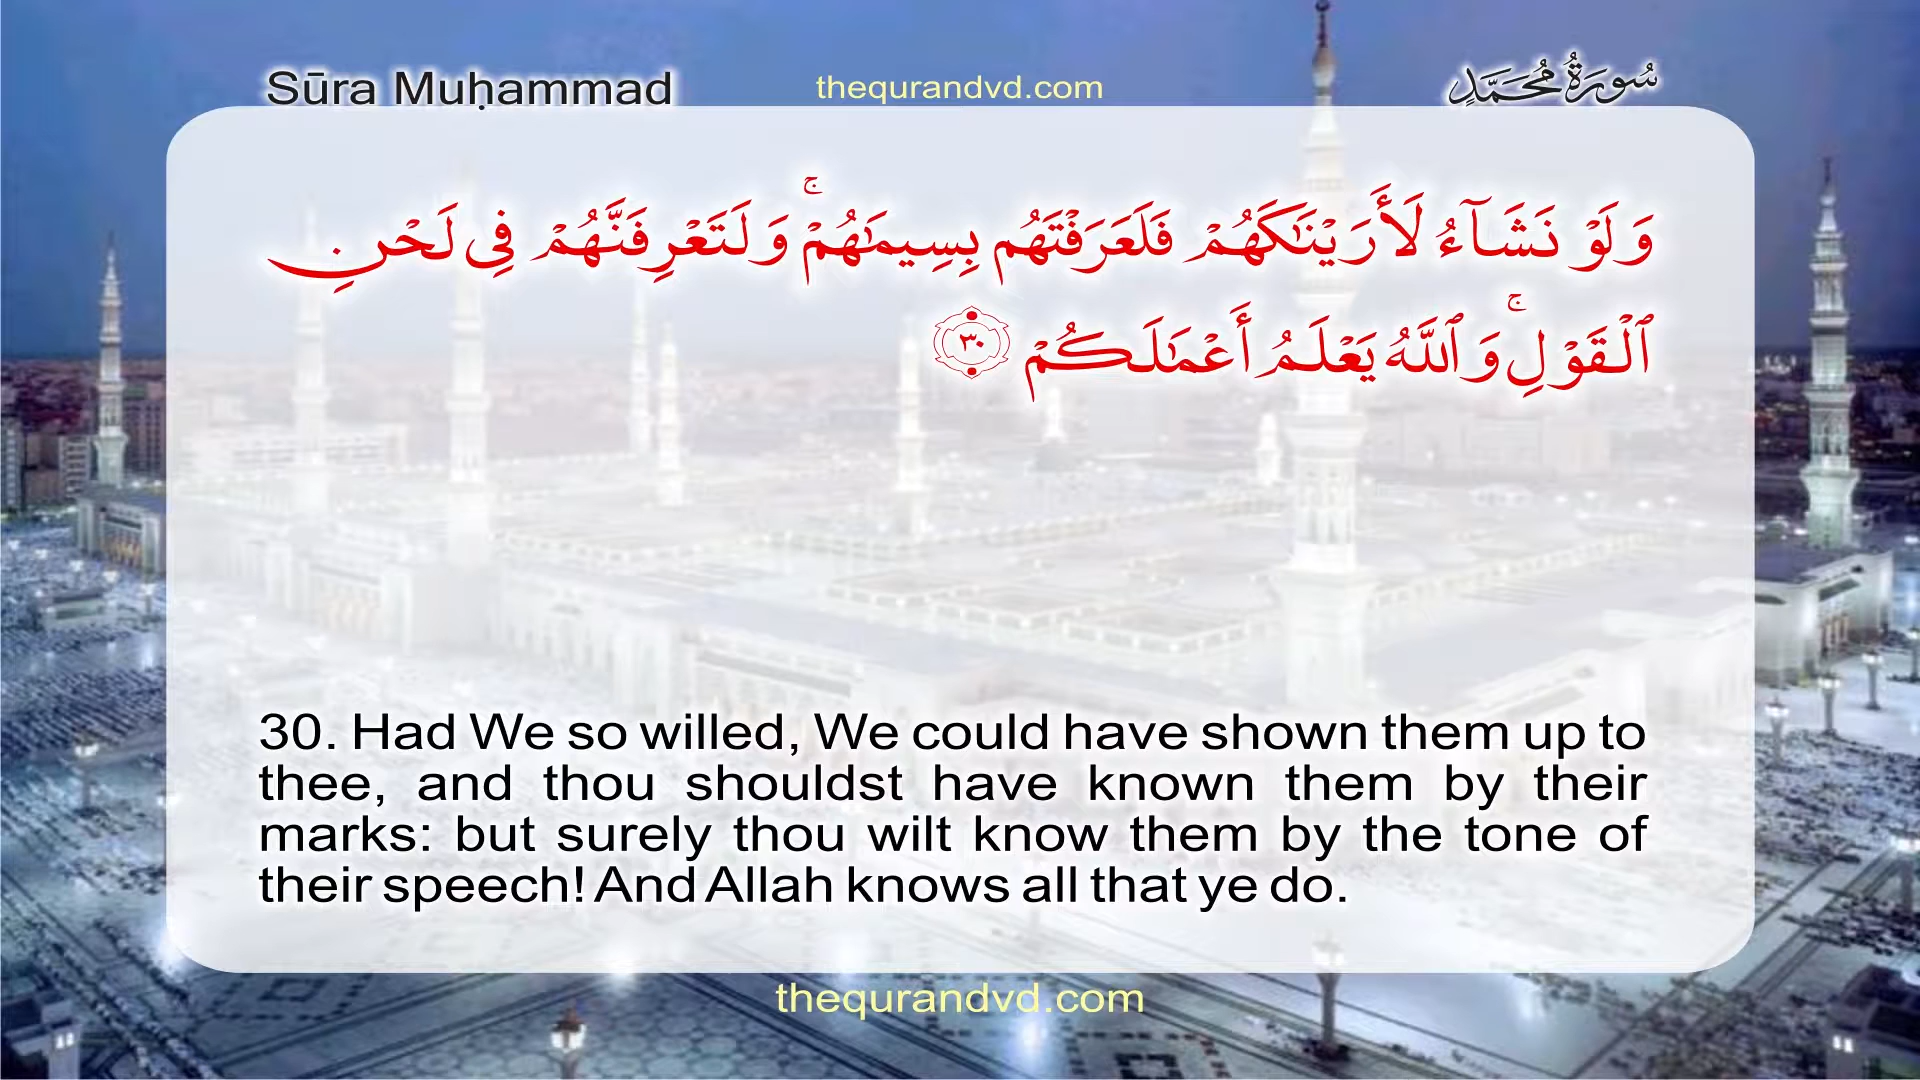 Sūra Muḥammad
thequrandvd.com
سُورَةُ مُحَمَّدٍ
وَلَوْ نَشَآءُ لَأَرَيْنَٰكَهُمْ فَلَعَرَفْتَهُم بِسِيمَٰهُمْ ۚ وَلَتَعْرِفَنَّهُمْ فِى لَحْنِ
ٱلْقَوْلِ ۚ وَٱللَّهُ يَعْلَمُ أَعْمَٰلَكُمْ ٣٠
30. Had We so willed, We could have shown them up to
thee, and thou shouldst have known them by their
marks: but surely thou wilt know them by the tone of
their speech! And Allah knows all that ye do.
thequrandvd.com